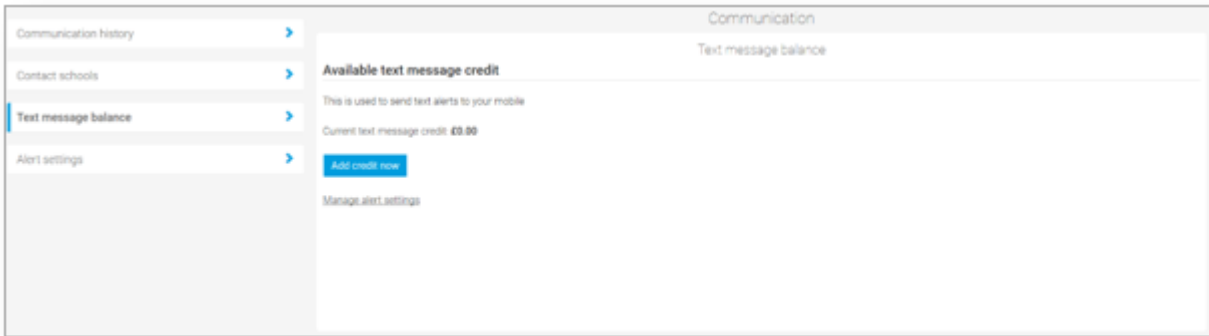 Communication
Communication history
Contact schools
Text message balance
Alert settings
Text message balance
Available text message credit
This is used to send text alerts to your mobile
Current text message credit £0.00
Add credit now
Manage alert settings